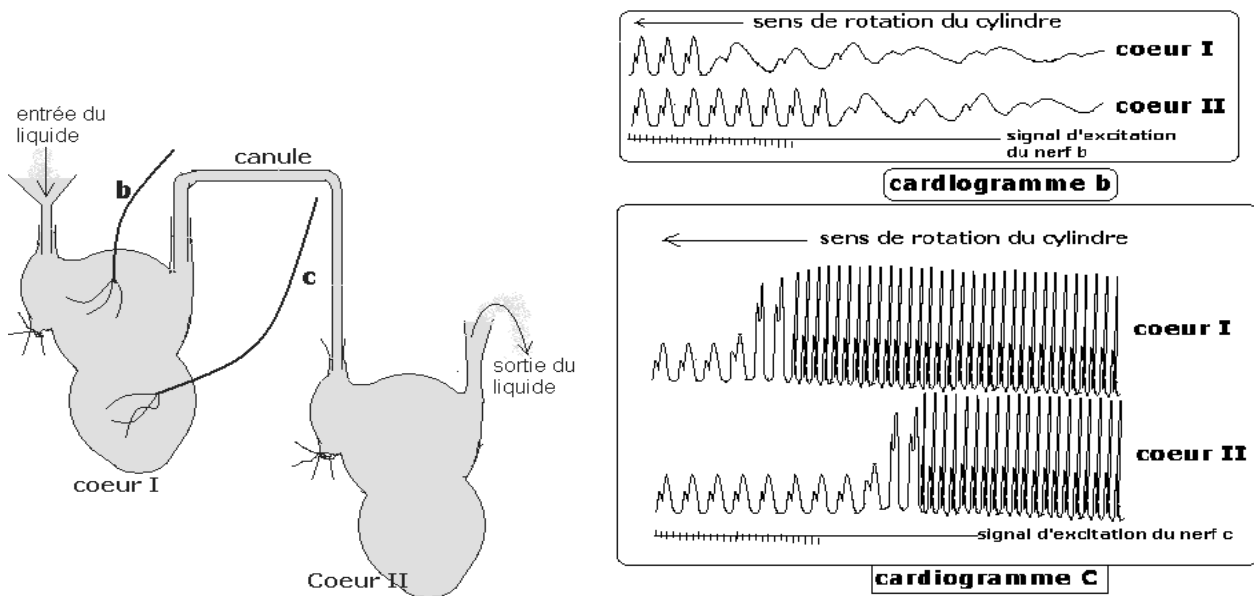 entrée du
liquide
b
canule
c
sortie du
liquide
coeur I
Coeur II
sens de rotation du cylindre
coeur I
coeur II
signal d'excitation
du nerf b
cardiogramme b
sens de rotation du cylindre
coeur I
coeur II
signal d'excitation du nerf c
cardiogramme C